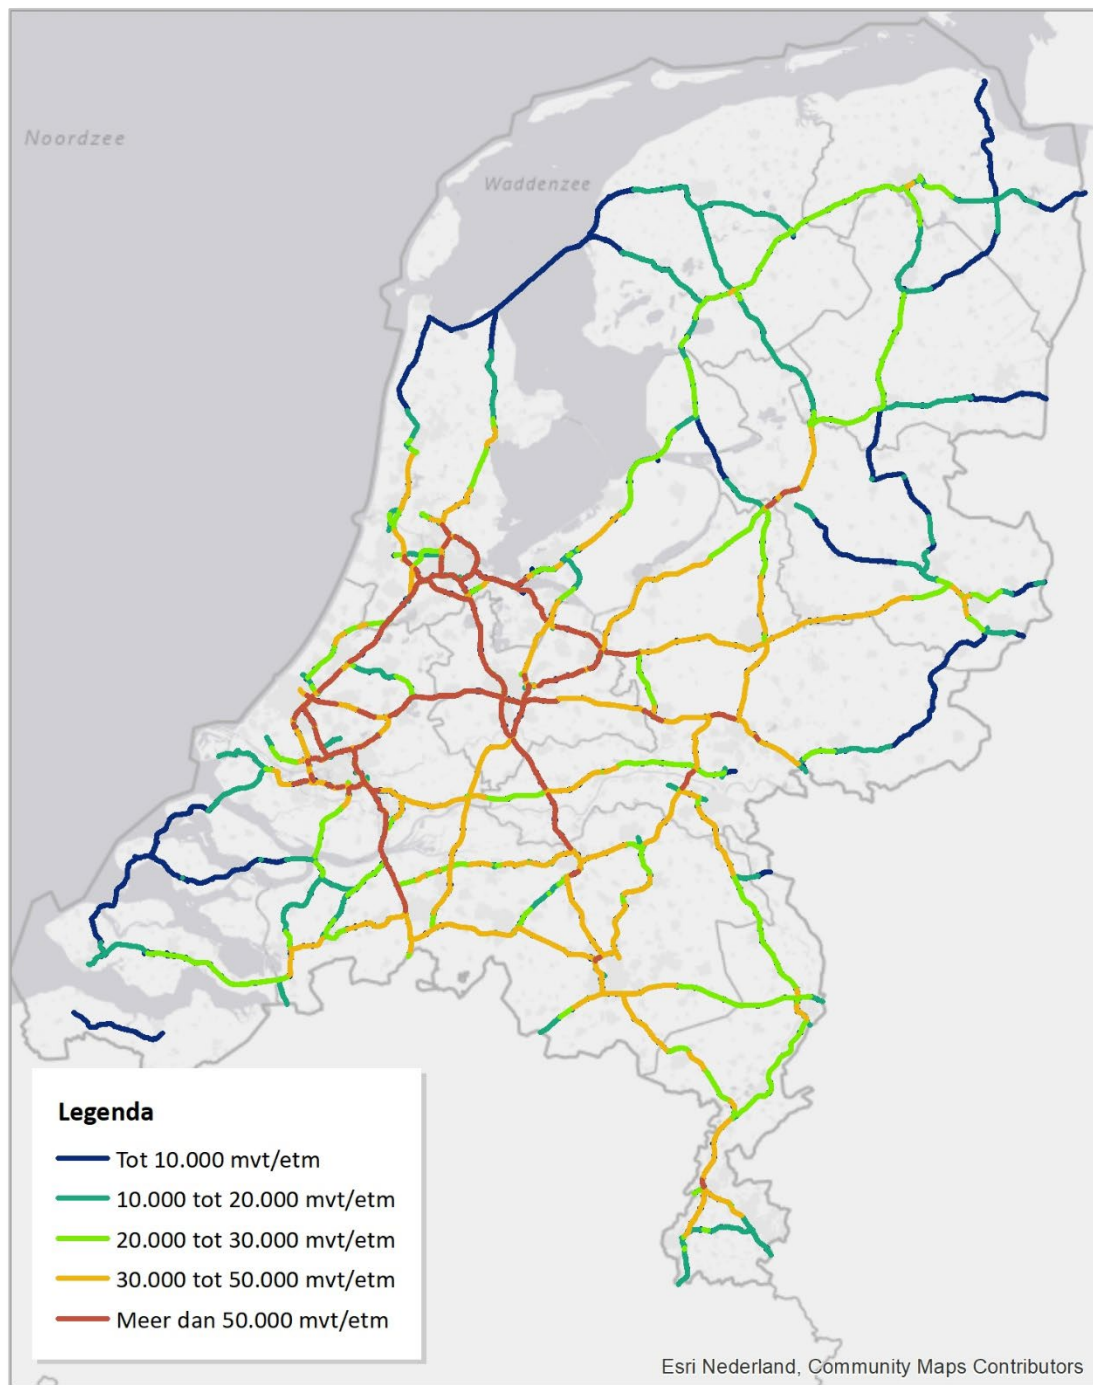 Noordzee
Waddenzee
Legenda
Tot 10.000 mvt/etm
10.000 tot 20.000 mvt/etm
20.000 tot 30.000 mvt/etm
30.000 tot 50.000 mvt/etm
Meer dan 50.000 mvt/etm
Esri Nederland, Community Maps Contributors